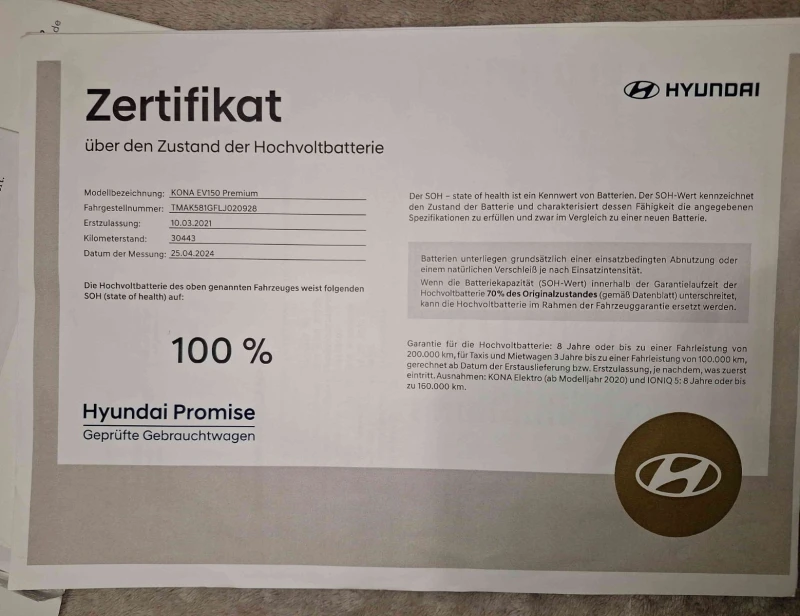 de
Zertifikat
über den Zustand der Hochvoltbatterie
HYUNDAI
Modellbezeichnung: KONA EV150 Premium
Fahrgestellnummer: TMAK581GFLJ020928
Erstzulassung: 10.03.2021
Kilometerstand: 30443
Datum der Messung: 25.04.2024
Die Hochvoltbatterie des oben genannten Fahrzeuges weist folgenden
SOH (state of health) auf:
100 %
Hyundai Promise
Geprüfte Gebrauchtwagen
Der SOH – state of health ist ein Kennwert von Batterien. Der SOH-Wert kennzeichnet
den Zustand der Batterie und charakterisiert dessen Fähigkeit die angegebenen
Spezifikationen zu erfüllen und zwar im Vergleich zu einer neuen Batterie.
Batterien unterliegen grundsätzlich einer einsatzbedingten Abnutzung oder
einem natürlichen Verschleiß je nach Einsatzintensität.
Wenn die Batteriekapazität (SOH-Wert) innerhalb der Garantielaufzeit der
Hochvoltbatterie 70% des Originalzustandes (gemäß Datenblatt) unterschreitet,
kann die Hochvoltbatterie im Rahmen der Fahrzeuggarantie ersetzt werden.
Garantie für die Hochvoltbatterie: 8 Jahre oder bis zu einer Fahrleistung von
200.000 km, für Taxis und Mietwagen 3 Jahre bis zu einer Fahrleistung von 100.000 km,
gerechnet ab Datum der Erstauslieferung bzw. Erstzulassung, je nachdem, was zuerst
eintritt. Ausnahmen: KONA Elektro (ab Modelljahr 2020) und IONIQ 5: 8 Jahre oder bis
zu 160.000 km.